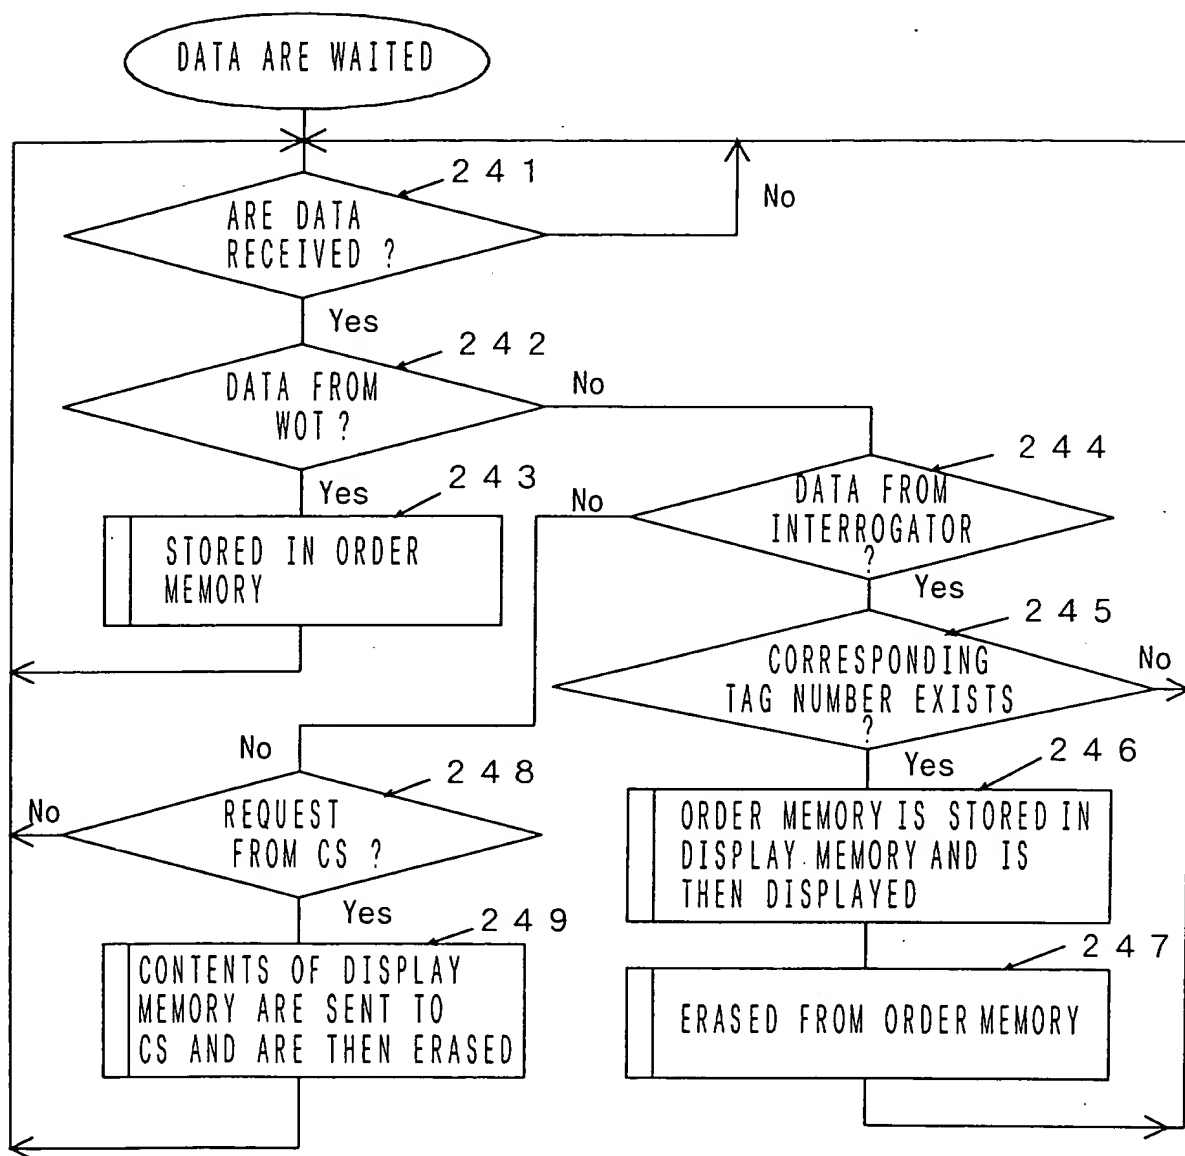 DATA ARE WAITED
241
No
ARE DATA
RECEIVED ?
Yes
242
DATA FROM
WOT ?
No
243
Yes
STORED IN ORDER
MEMORY
244
No
DATA FROM
INTERROGATOR
?
Yes
245
CORRESPONDING
TAG NUMBER EXISTS
?
No
No
248
No
REQUEST
FROM CS ?
Yes
246
ORDER MEMORY IS STORED IN
DISPLAY MEMORY AND IS
THEN DISPLAYED
Yes
249
CONTENTS OF DISPLAY
MEMORY ARE SENT TO
CS AND ARE THEN ERASED
247
ERASED FROM ORDER MEMORY